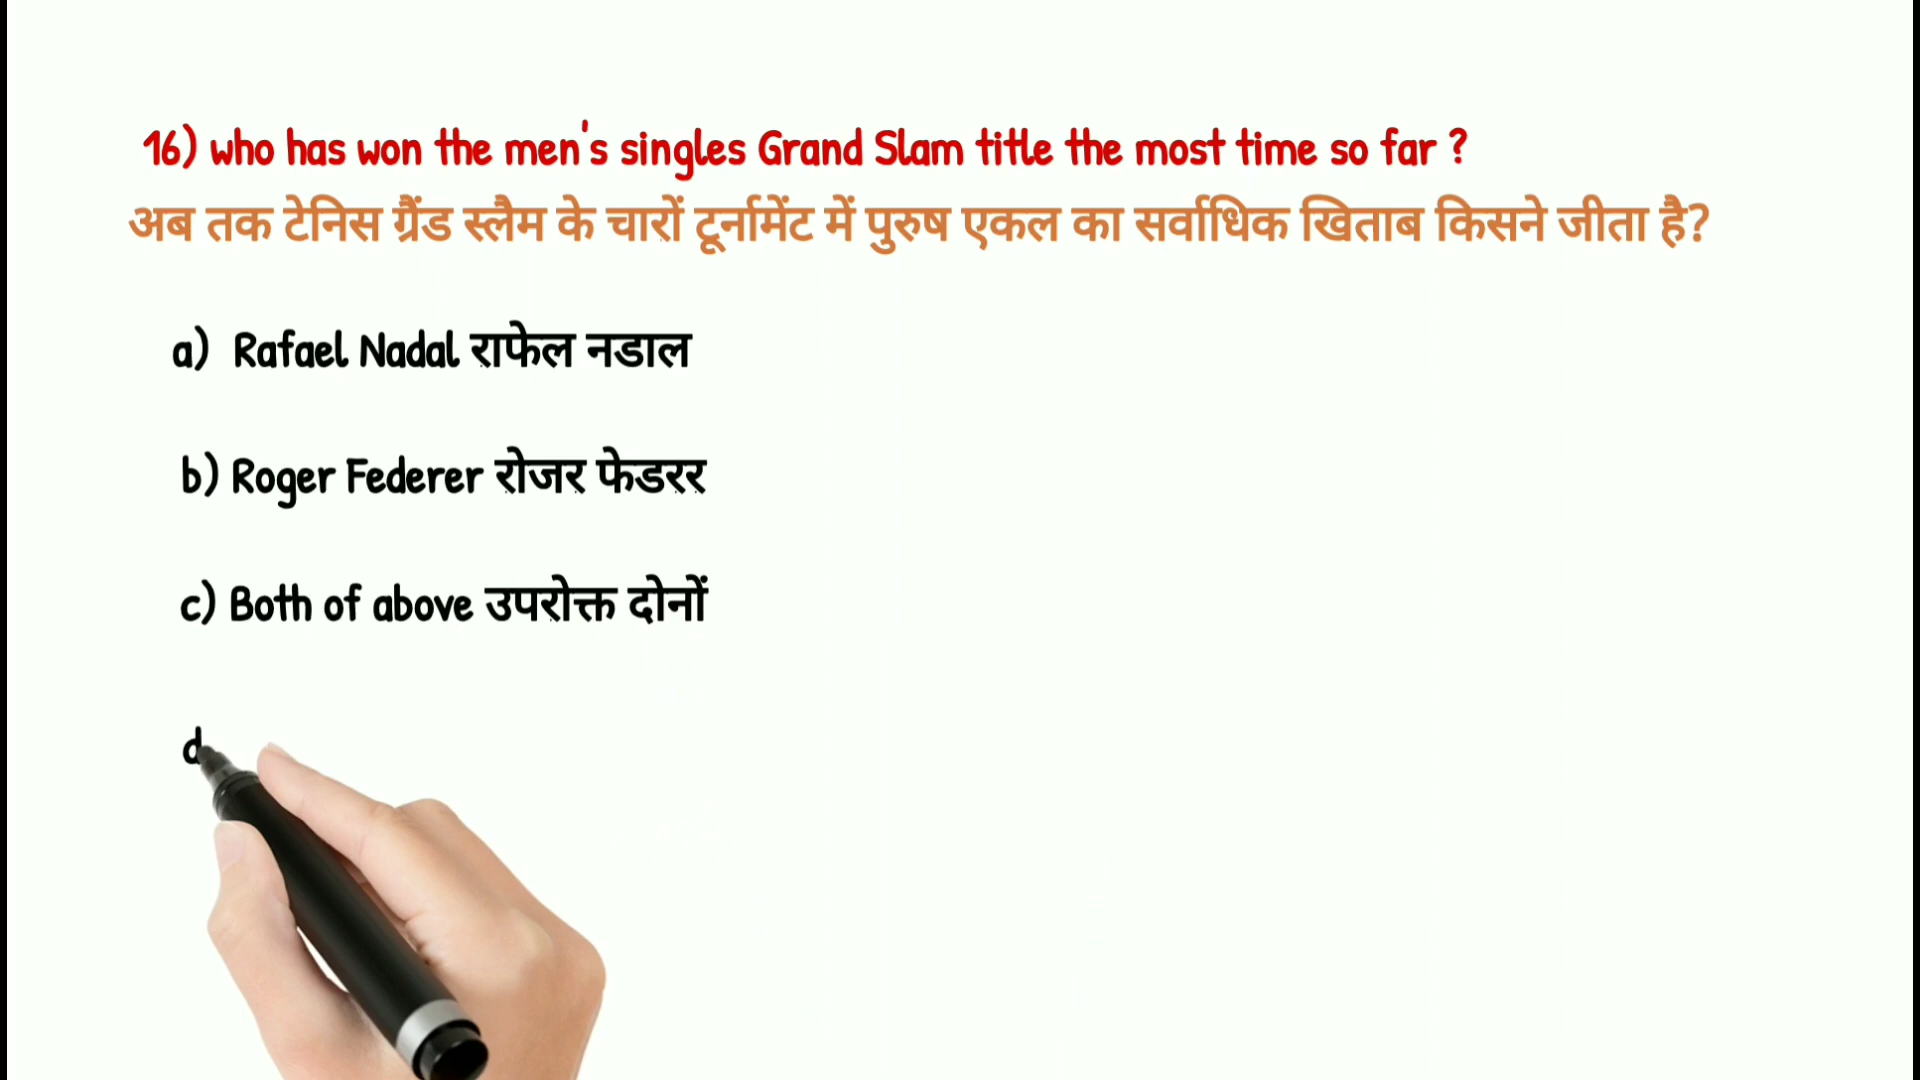 16) who has won the men's singles Grand Slam title the most time so far ?
अब तक टेनिस ग्रैंड स्लैम के चारों टूर्नामेंट में पुरुष एकल का सर्वाधिक खिताब किसने जीता है?
a) Rafael Nadal राफेल नडाल
b) Roger Federer रोजर फेडरर
c) Both of above उपरोक्त दोनों
d